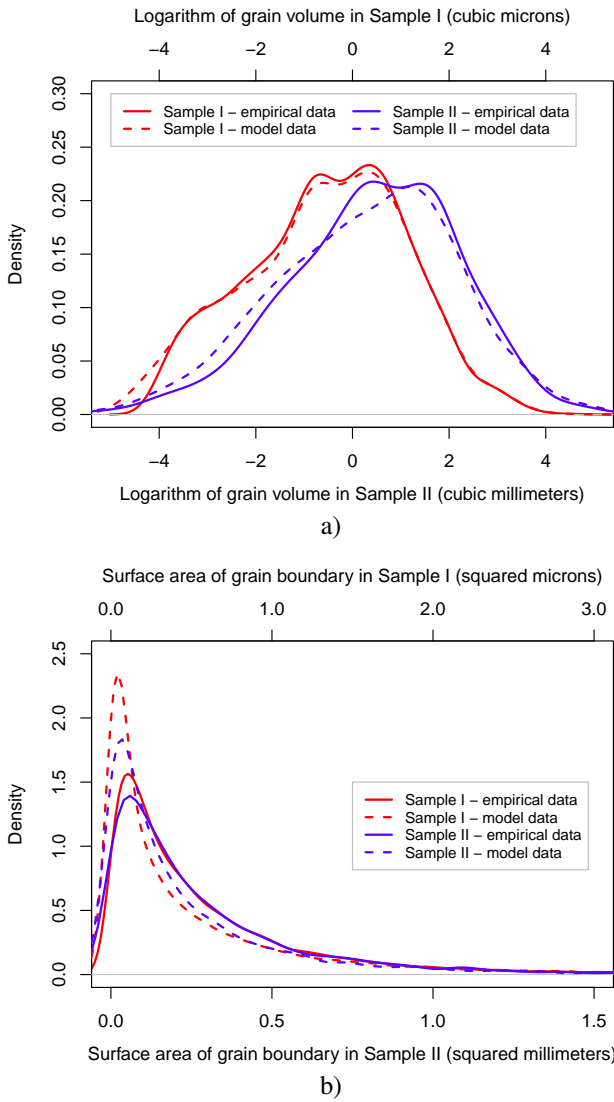 Logarithm of grain volume in Sample I (cubic microns)
−4 −2 0 2 4
0.30
0.25
0.20
0.15
0.10
0.05
0.00
Density
Sample I − empirical data
Sample I − model data
Sample II − empirical data
Sample II − model data
−4 −2 0 2 4
Logarithm of grain volume in Sample II (cubic millimeters)
a)
Surface area of grain boundary in Sample I (squared microns)
0.0 1.0 2.0 3.0
2.5
2.0
1.5
1.0
0.5
0.0
Density
Sample I − empirical data
Sample I − model data
Sample II − empirical data
Sample II − model data
0.0 0.5 1.0 1.5
Surface area of grain boundary in Sample II (squared millimeters)
b)